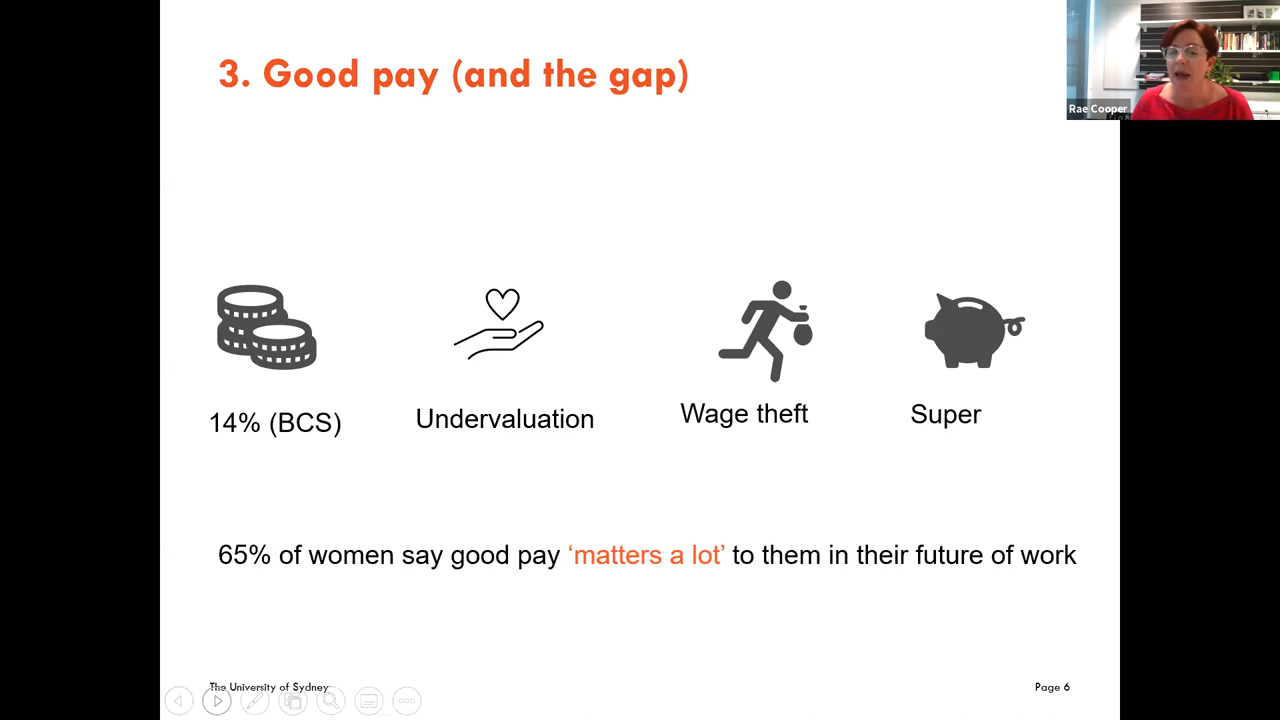 3. Good pay (and the gap)
Rae Cooper
14% (BCS)
Undervaluation
Wage theft
Super
65% of women say good pay ‘matters a lot’ to them in their future of work
The University of Sydney
Page 6